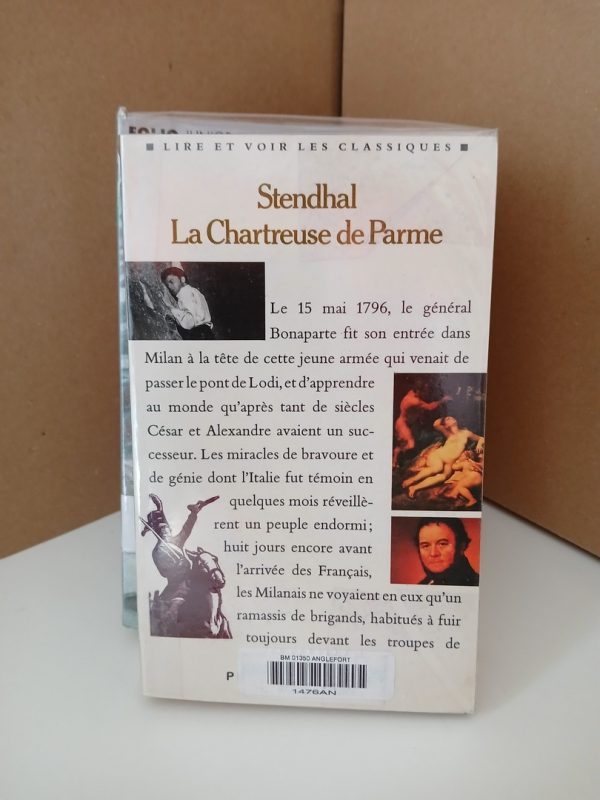 FOLIO JUNIOR
■ LIRE ET VOIR LES CLASSIQUES ■
Stendhal
La Chartreuse de Parme
Le 15 mai 1796, le général
Bonaparte fit son entrée dans
Milan à la tête de cette jeune armée qui venait de
passer le pont de Lodi, et d'apprendre
au monde qu'après tant de siècles
César et Alexandre avaient un suc-
cesseur. Les miracles de bravoure et
de génie dont l'Italie fut témoin en
quelques mois réveillè-
rent un peuple endormi ;
huit jours encore avant
l'arrivée des Français,
les Milanais ne voyaient en eux qu'un
ramassis de brigands, habitués à fuir
toujours devant les troupes de
P
BM 01350 ANGLEFORT
1476AN